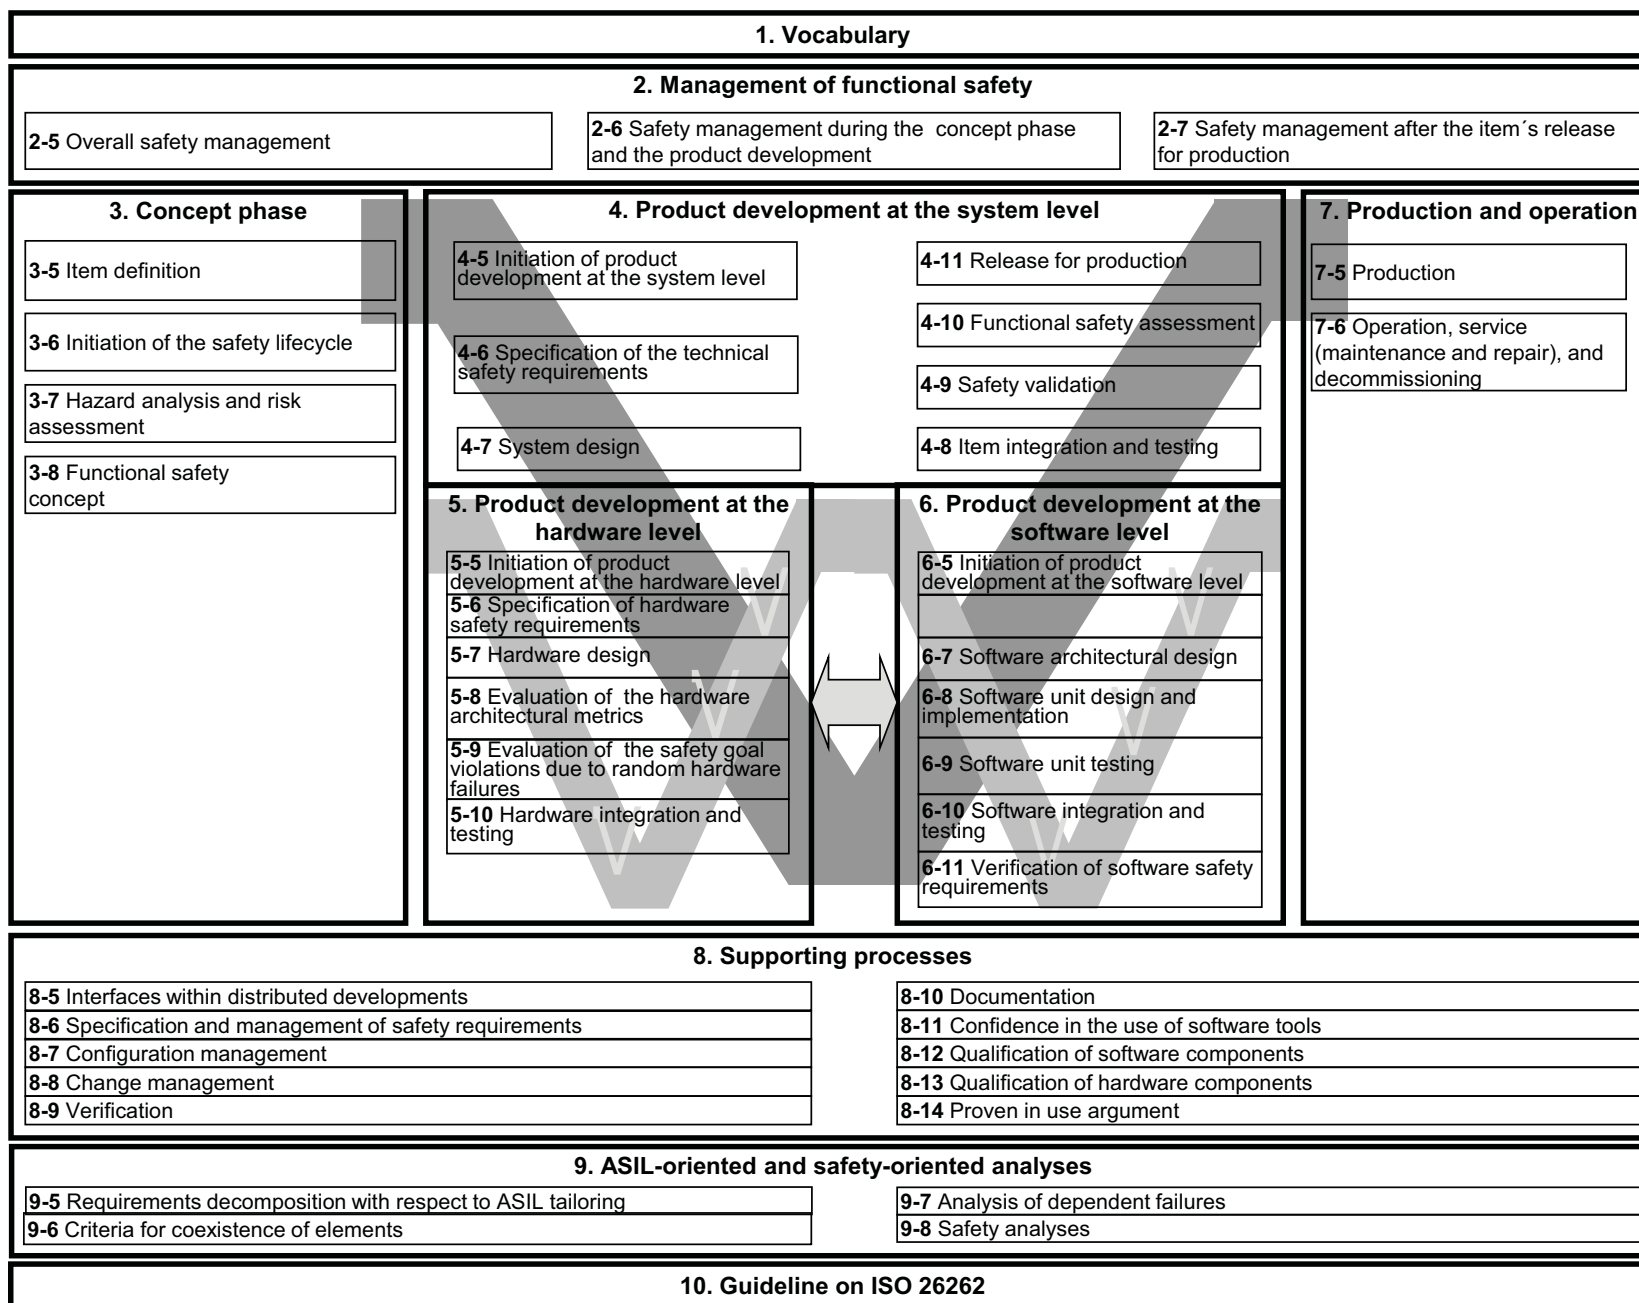 1. Vocabulary
2. Management of functional safety
2-5 Overall safety management
2-6 Safety management during the concept phase
and the product development
2-7 Safety management after the item´s release
for production
3. Concept phase
3-5 Item definition
3-6 Initiation of the safety lifecycle
3-7 Hazard analysis and risk
assessment
3-8 Functional safety
concept
4. Product development at the system level
4-5 Initiation of product
development at the system level
4-6 Specification of the technical
safety requirements
4-7 System design
4-11 Release for production
4-10 Functional safety assessment
4-9 Safety validation
4-8 Item integration and testing
7. Production and operation
7-5 Production
7-6 Operation, service
(maintenance and repair), and
decommissioning
5. Product development at the
hardware level
5-5 Initiation of product
development at the hardware level
5-6 Specification of hardware
safety requirements
5-7 Hardware design
5-8 Evaluation of the hardware
architectural metrics
5-9 Evaluation of the safety goal
violations due to random hardware
failures
5-10 Hardware integration and
testing
6. Product development at the
software level
6-5 Initiation of product
development at the software level
6-7 Software architectural design
6-8 Software unit design and
implementation
6-9 Software unit testing
6-10 Software integration and
testing
6-11 Verification of software safety
requirements
8. Supporting processes
8-5 Interfaces within distributed developments
8-6 Specification and management of safety requirements
8-7 Configuration management
8-8 Change management
8-9 Verification
8-10 Documentation
8-11 Confidence in the use of software tools
8-12 Qualification of software components
8-13 Qualification of hardware components
8-14 Proven in use argument
9. ASIL-oriented and safety-oriented analyses
9-5 Requirements decomposition with respect to ASIL tailoring
9-6 Criteria for coexistence of elements
9-7 Analysis of dependent failures
9-8 Safety analyses
10. Guideline on ISO 26262